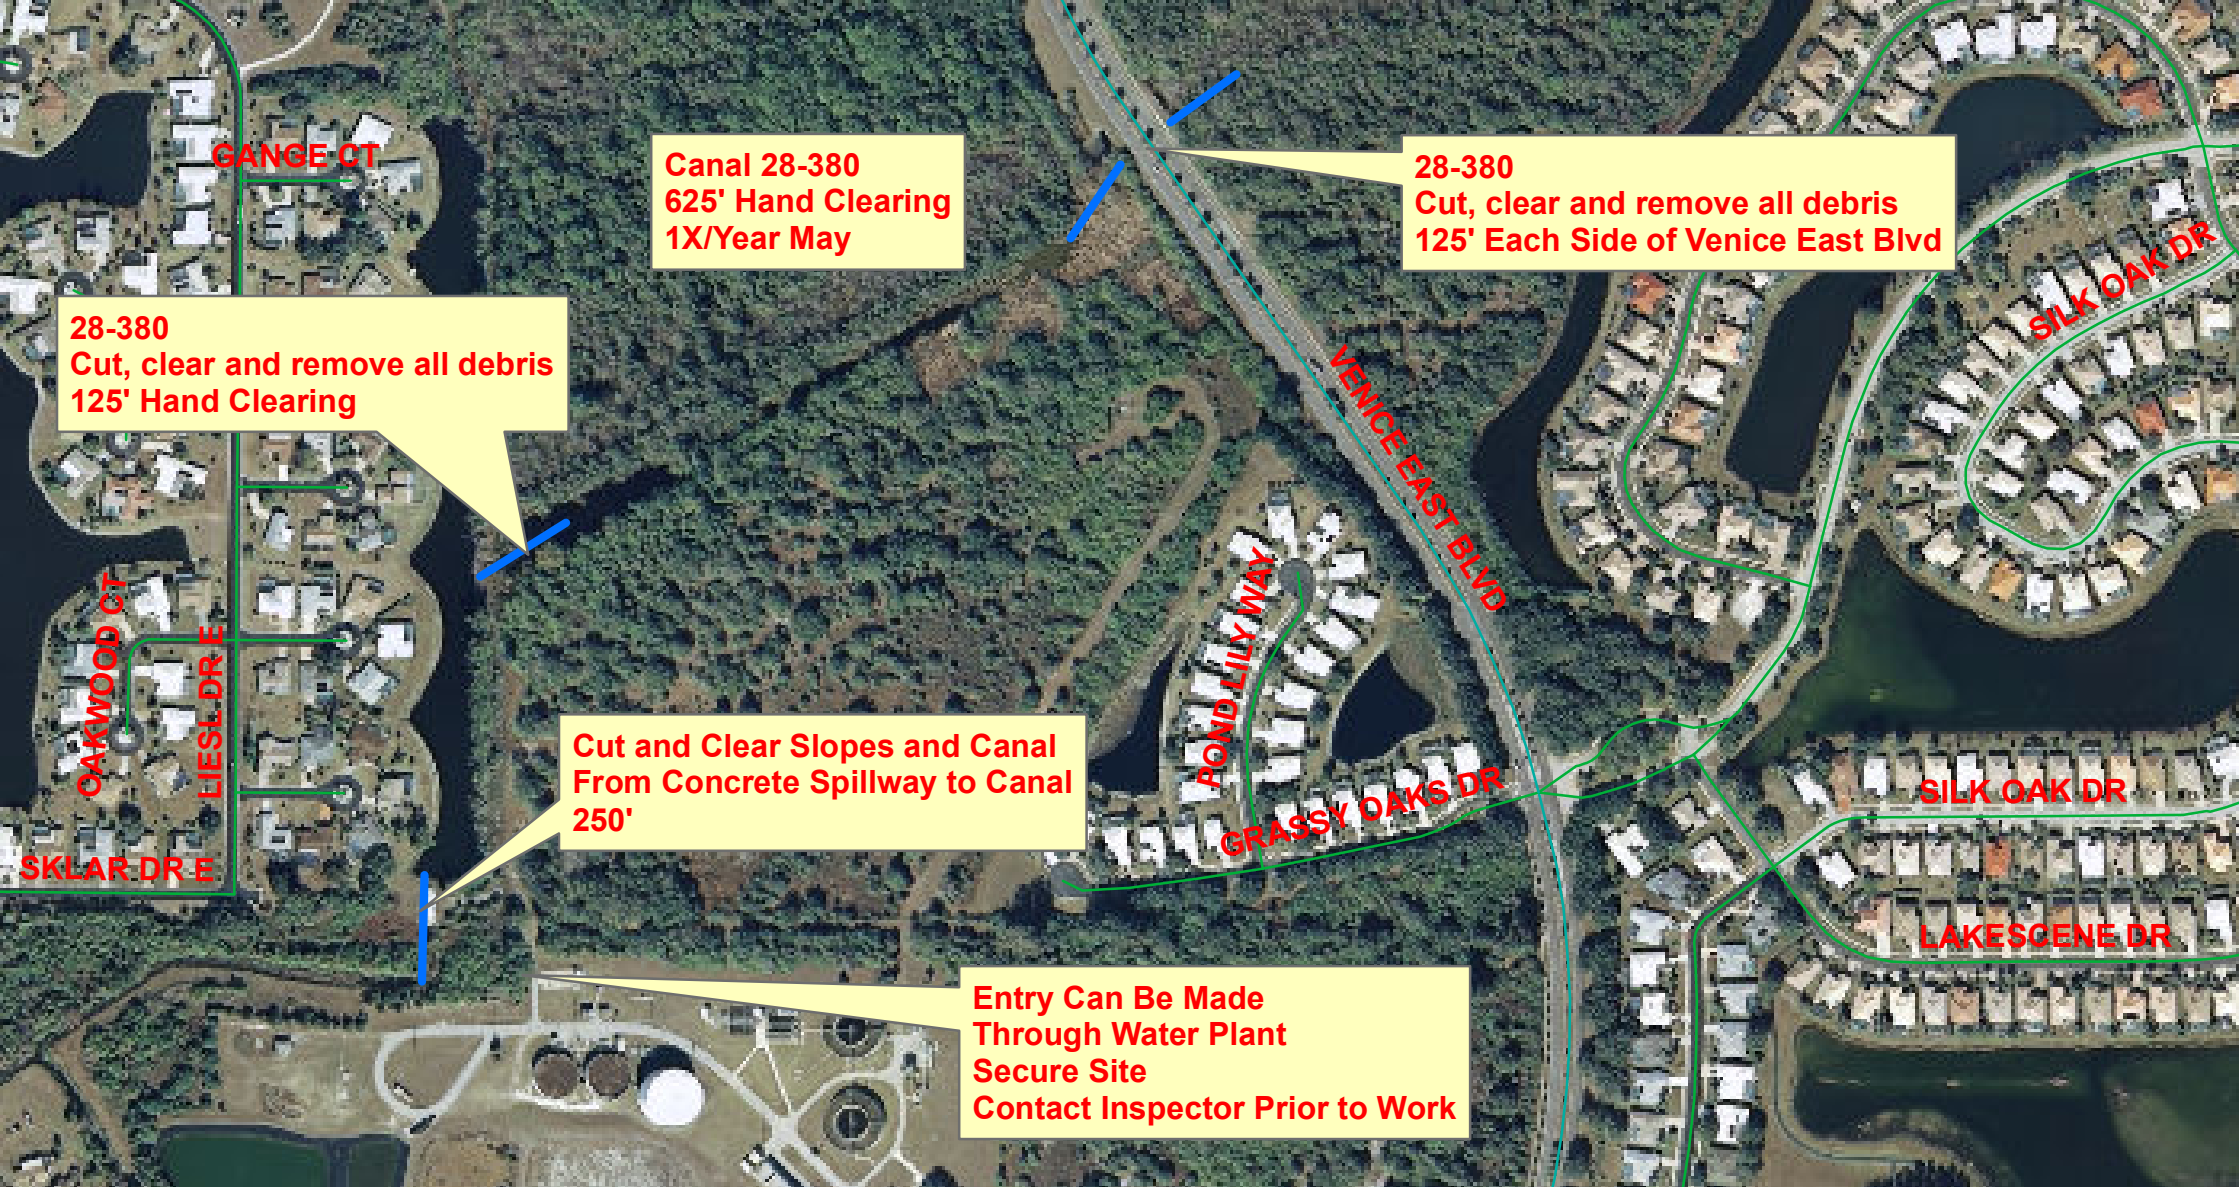 GANGE CT
Canal 28-380
625' Hand Clearing
1X/Year May
28-380
Cut, clear and remove all debris
125' Each Side of Venice East Blvd
SILK OAK DR
28-380
Cut, clear and remove all debris
125' Hand Clearing
VENICE EAST BLVD
OAKWOOD CT
LIESL DR E
POND LILY WAY
Cut and Clear Slopes and Canal
From Concrete Spillway to Canal
250'
GRASSY OAKS DR
SILK OAK DR
SKLAR DR E
LAKESCENE DR
Entry Can Be Made
Through Water Plant
Secure Site
Contact Inspector Prior to Work